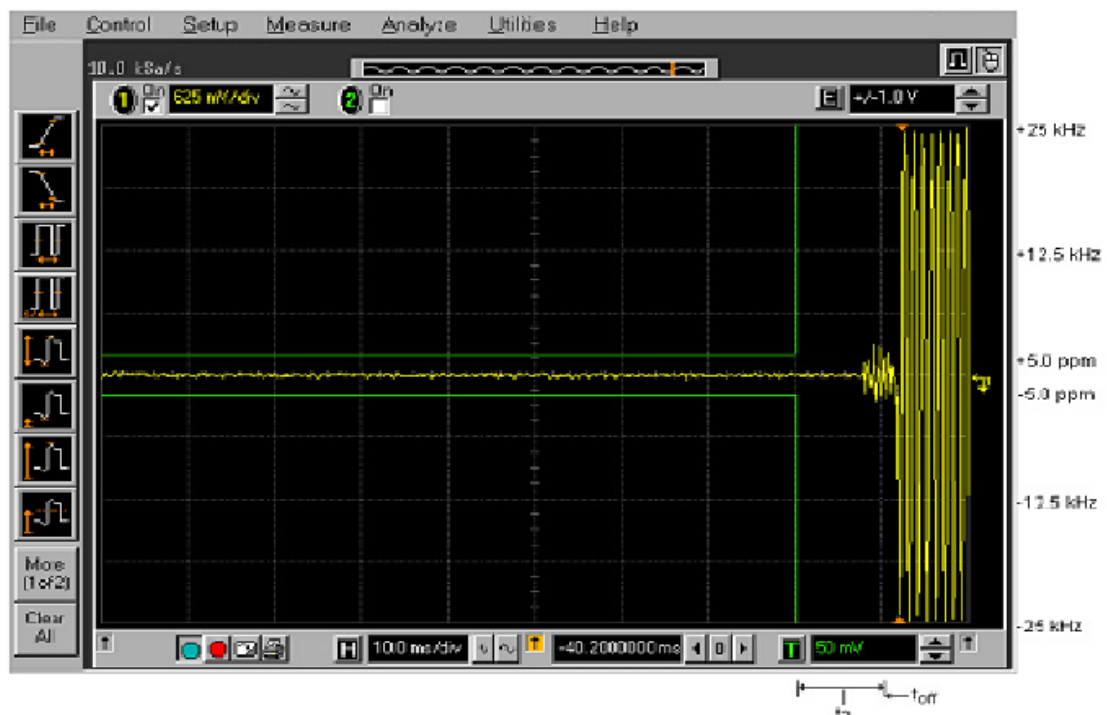 File Control Setup Measure Analyze Utilities Help
10.0 kSa/s
1 On 625 mV/div 2 On E +/-1.0 V
+25 kHz
+12.5 kHz
+5.0 ppm
-5.0 ppm
-12.5 kHz
-25 kHz
More
(1of2)
Clear
All
H 10.0 ms/div T -40.2000000ms 0 T 50 mV
toff
t3